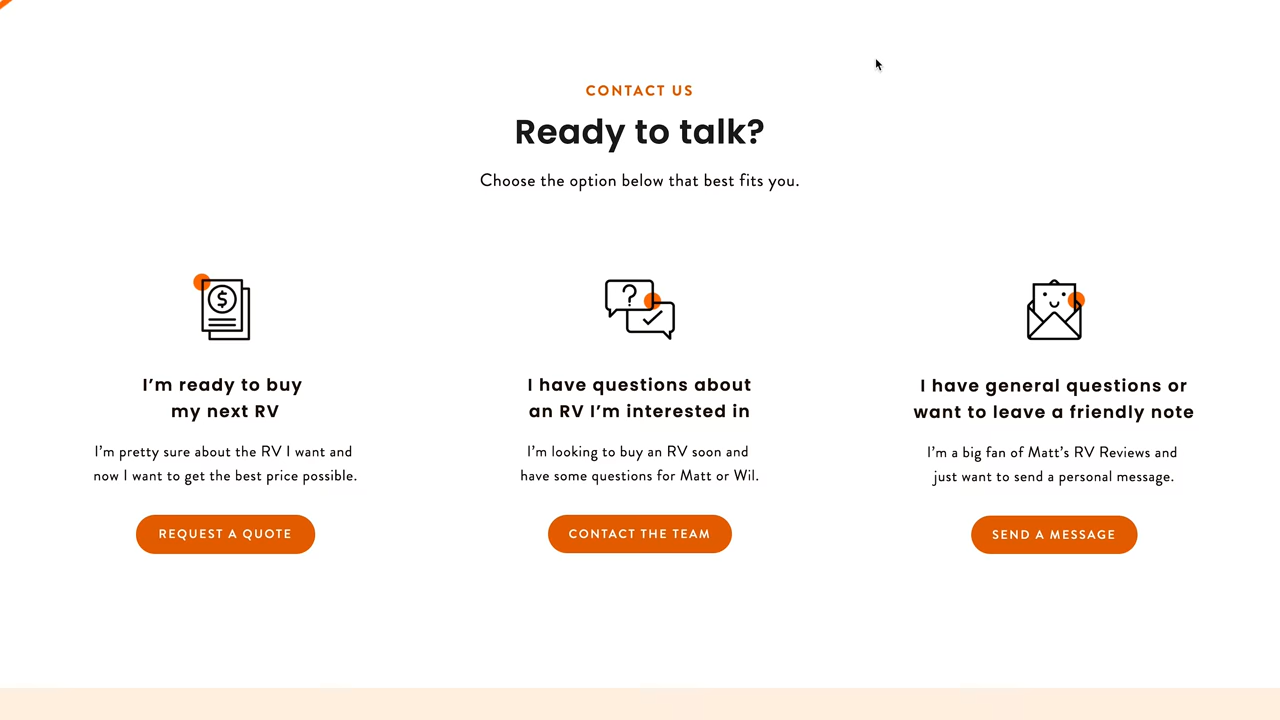 CONTACT US
Ready to talk?
Choose the option below that best fits you.
$
?
I’m ready to buy
my next RV
I’m pretty sure about the RV I want and
now I want to get the best price possible.
REQUEST A QUOTE
I have questions about
an RV I’m interested in
I’m looking to buy an RV soon and
have some questions for Matt or Wil.
CONTACT THE TEAM
I have general questions or
want to leave a friendly note
I’m a big fan of Matt’s RV Reviews and
just want to send a personal message.
SEND A MESSAGE